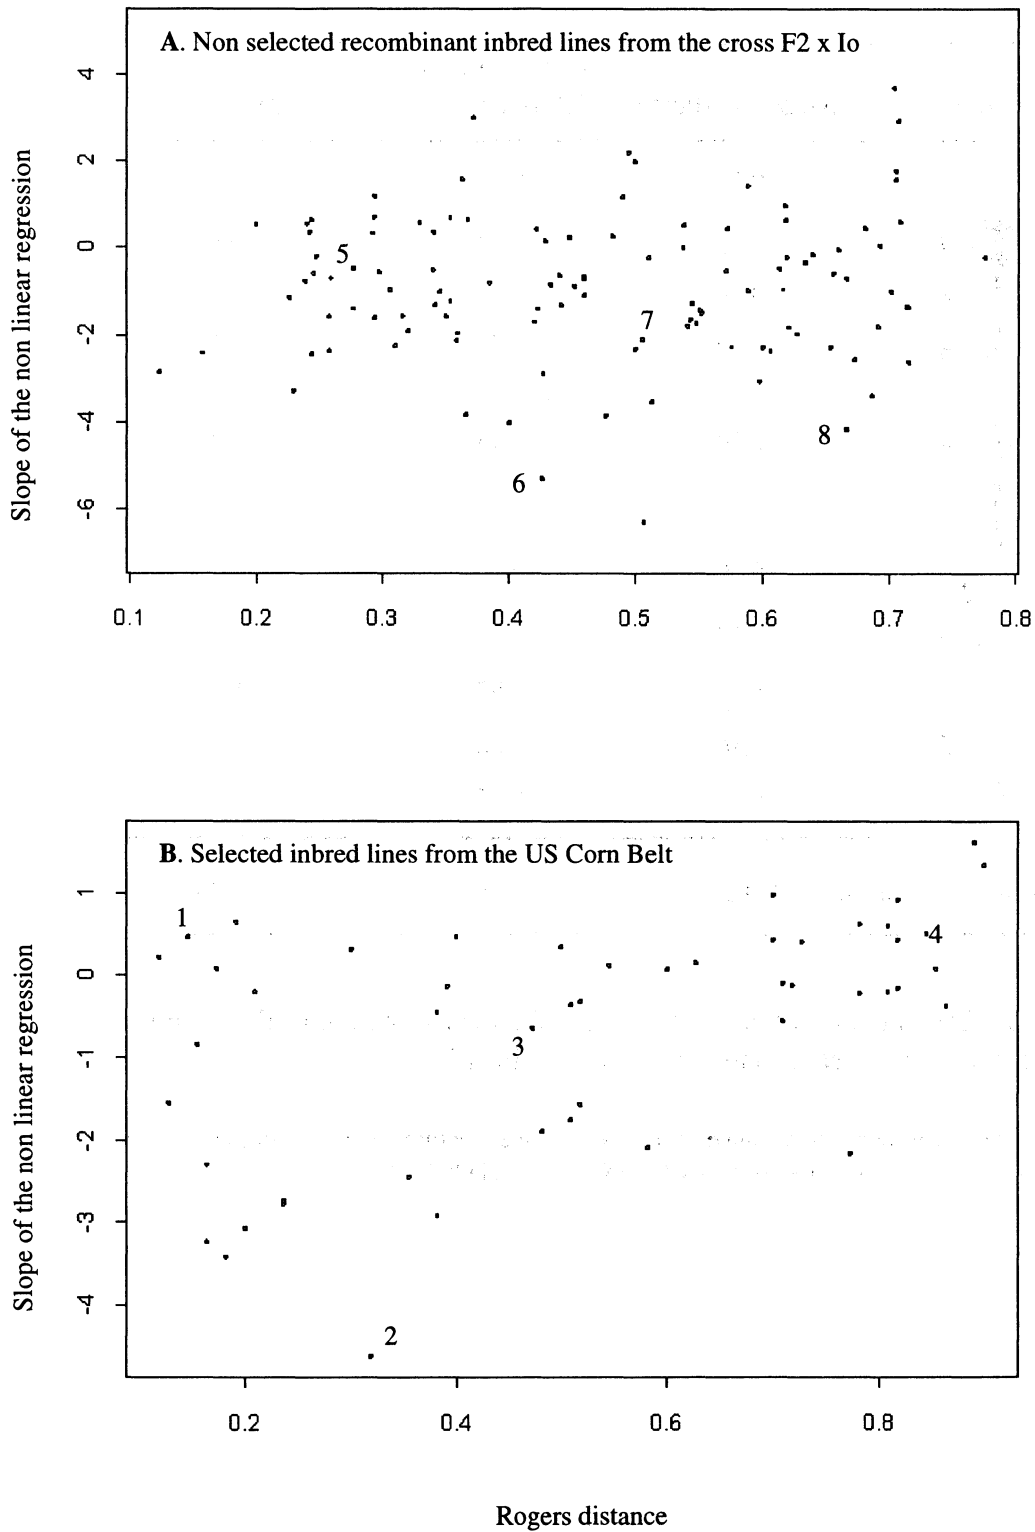 A. Non selected recombinant inbred lines from the cross F2 x Io
Slope of the non linear regression
4
2
0
-2
-4
-6
5
7
8
6
0.1 0.2 0.3 0.4 0.5 0.6 0.7 0.8
B. Selected inbred lines from the US Corn Belt
Slope of the non linear regression
1
0
-1
-2
-3
-4
1
4
3
2
0.2 0.4 0.6 0.8
Rogers distance